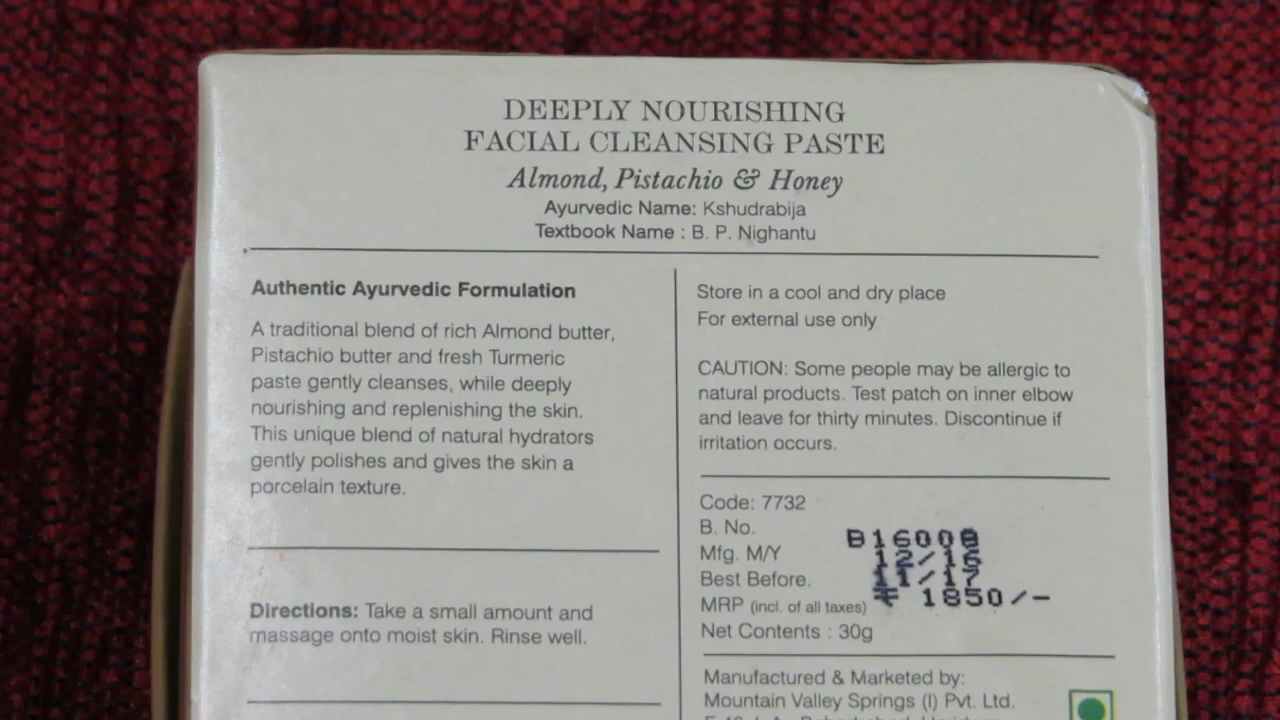 DEEPLY NOURISHING
FACIAL CLEANSING PASTE
Almond, Pistachio & Honey
Ayurvedic Name: Kshudrabija
Textbook Name : B. P. Nighantu
Authentic Ayurvedic Formulation
A traditional blend of rich Almond butter,
Pistachio butter and fresh Turmeric
paste gently cleanses, while deeply
nourishing and replenishing the skin.
This unique blend of natural hydrators
gently polishes and gives the skin a
porcelain texture.
Directions: Take a small amount and
massage onto moist skin. Rinse well.
Store in a cool and dry place
For external use only
CAUTION: Some people may be allergic to
natural products. Test patch on inner elbow
and leave for thirty minutes. Discontinue if
irritation occurs.
Code: 7732
B. No. B16008
Mfg. M/Y 12/16
Best Before. 11/17
MRP (incl. of all taxes) ₹ 1850/-
Net Contents : 30g
Manufactured & Marketed by:
Mountain Valley Springs (I) Pvt. Ltd.